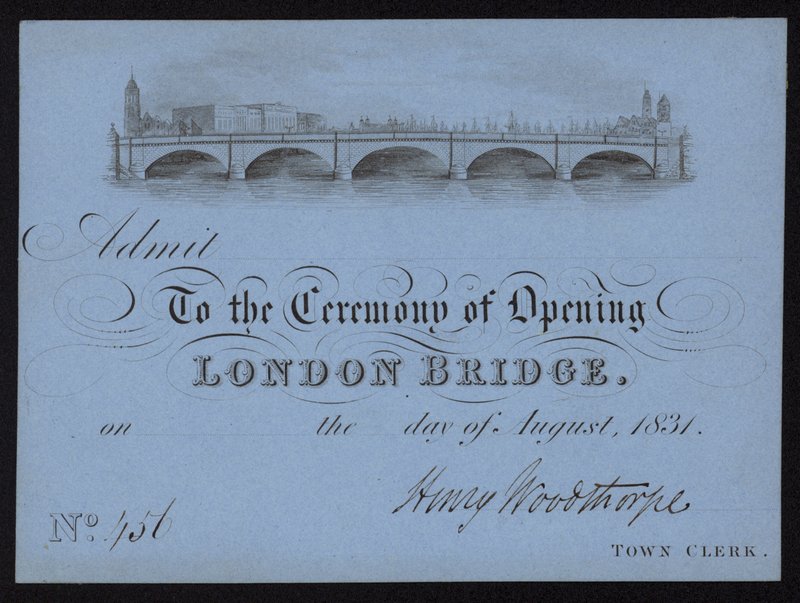 Admit
To the Ceremony of Opening
LONDON BRIDGE.
on the day of August, 1831.
Henry Woodthorpe
No. 456
TOWN CLERK.